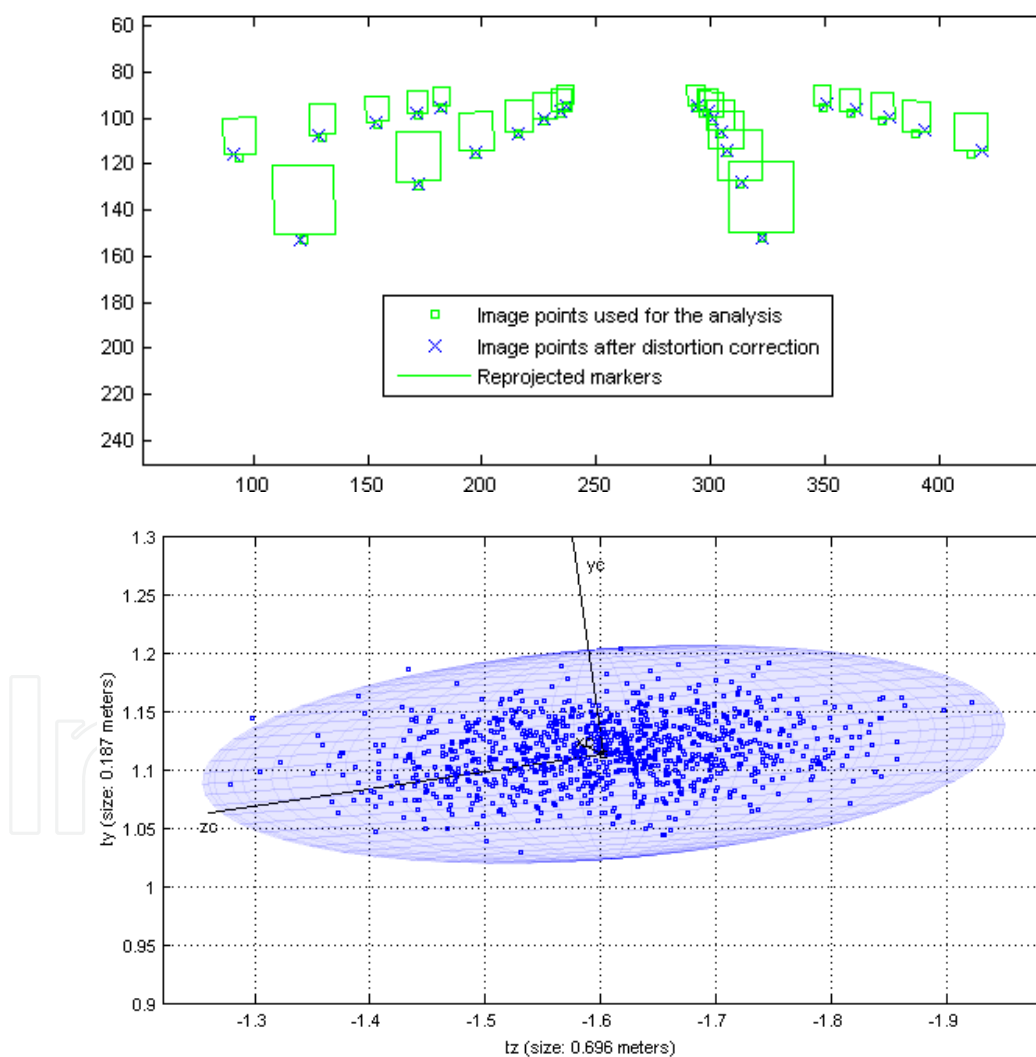 60
80
100
120
140
160
180
200
220
240
Image points used for the analysis
Image points after distortion correction
Reprojected markers
100 150 200 250 300 350 400
1.3
1.25
1.2
1.15
1.1
1.05
1
0.95
0.9
ty (size: 0.187 meters)
yc
xc
zc
-1.3 -1.4 -1.5 -1.6 -1.7 -1.8 -1.9
tz (size: 0.696 meters)
In